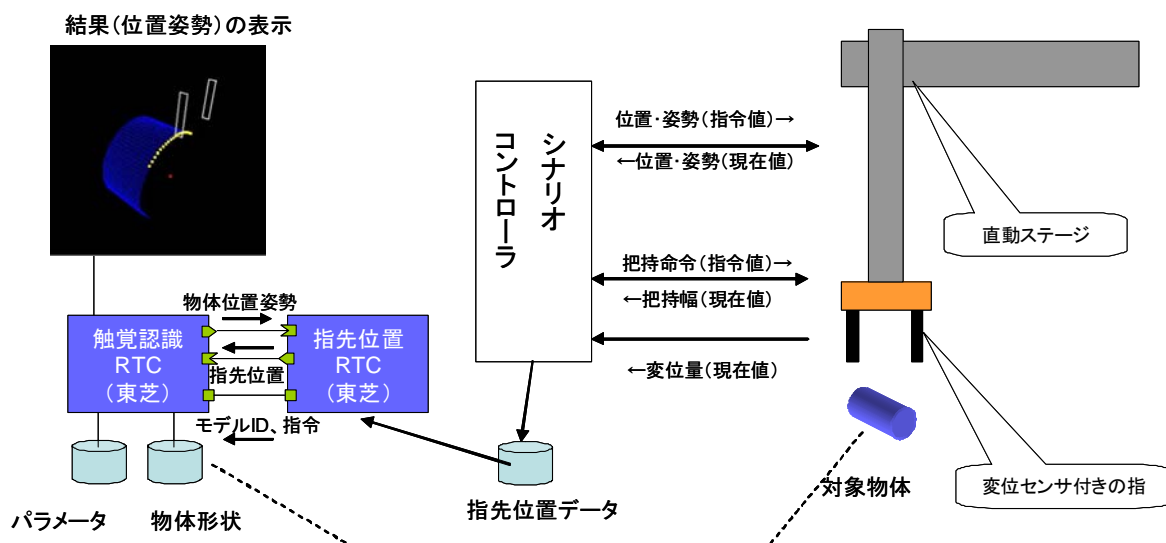 結果(位置姿勢)の表示
シナリオ
コントローラ
位置・姿勢(指令値)→
←位置・姿勢(現在値)
把持命令(指令値)→
←把持幅(現在値)
←変位量(現在値)
直動ステージ
物体位置姿勢
触覚認識
RTC
(東芝)
指先位置
RTC
(東芝)
指先位置
モデルID、指令
パラメータ
物体形状
指先位置データ
対象物体
変位センサ付きの指